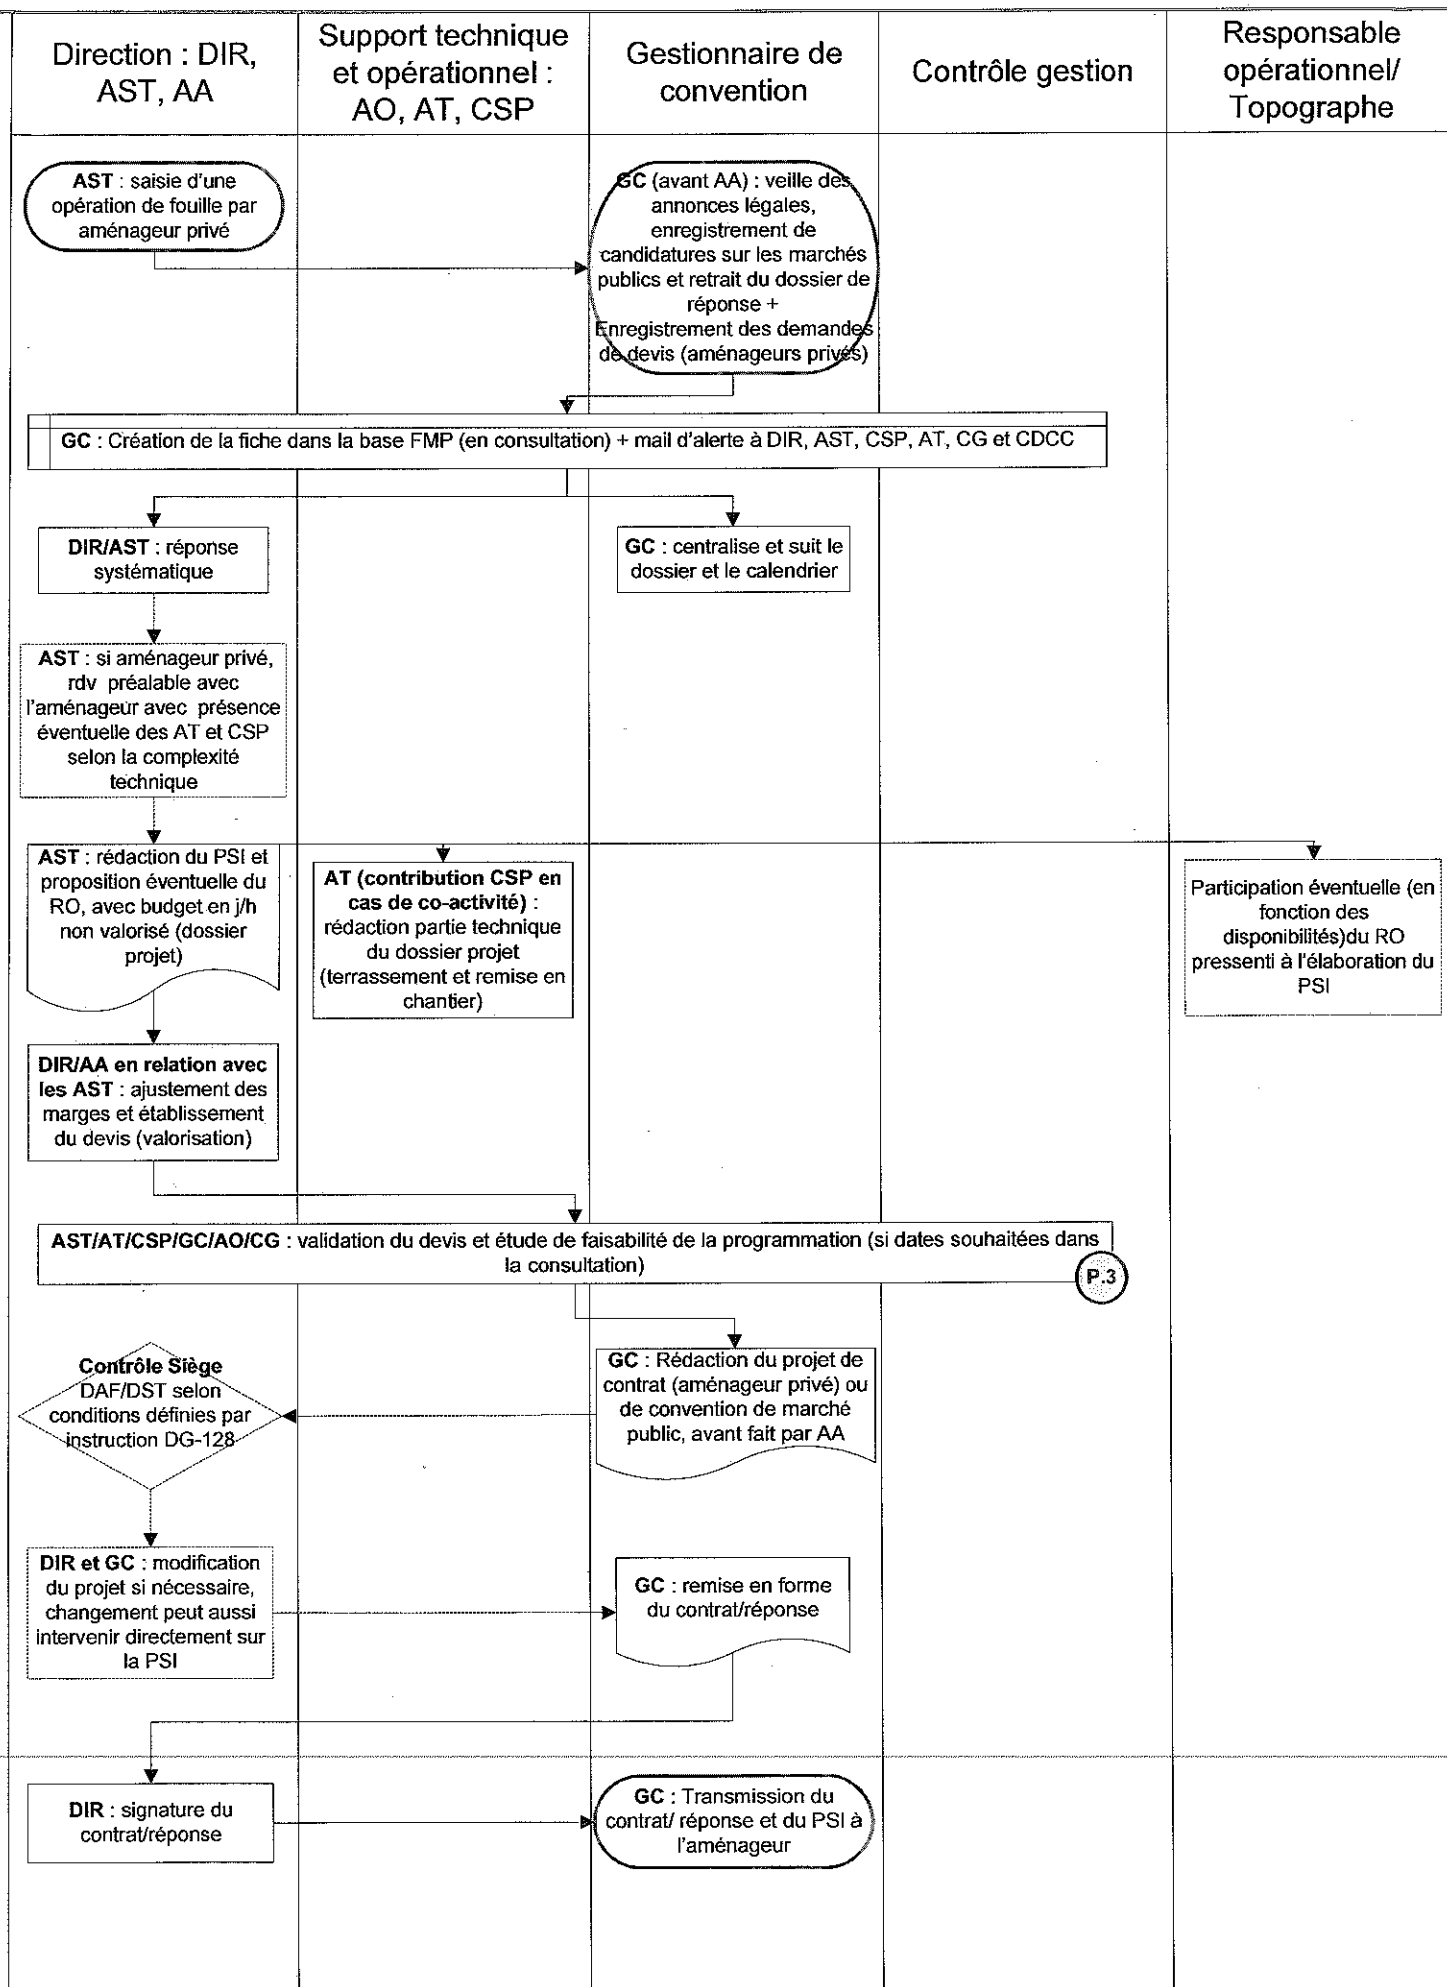 Direction : DIR,
AST, AA
Support technique
et opérationnel :
AO, AT, CSP
Gestionnaire de
convention
Contrôle gestion
Responsable
opérationnel/
Topographe
AST : saisie d'une
opération de fouille par
aménageur privé
GC (avant AA) : veille des
annonces légales,
enregistrement de
candidatures sur les marchés
publics et retrait du dossier de
réponse +
Enregistrement des demandes
de devis (aménageurs privés)
GC : Création de la fiche dans la base FMP (en consultation) + mail d'alerte à DIR, AST, CSP, AT, CG et CDCC
DIR/AST : réponse
systématique
GC : centralise et suit le
dossier et le calendrier
AST : si aménageur privé,
rdv préalable avec
l'aménageur avec présence
éventuelle des AT et CSP
selon la complexité
technique
AST : rédaction du PSI et
proposition éventuelle du
RO, avec budget en j/h
non valorisé (dossier
projet)
AT (contribution CSP en
cas de co-activité) :
rédaction partie technique
du dossier projet
(terrassement et remise en
chantier)
Participation éventuelle (en
fonction des
disponibilités)du RO
pressenti à l'élaboration du
PSI
DIR/AA en relation avec
les AST : ajustement des
marges et établissement
du devis (valorisation)
AST/AT/CSP/GC/AO/CG : validation du devis et étude de faisabilité de la programmation (si dates souhaitées dans
la consultation)
P.3
Contrôle Siège
DAF/DST selon
conditions définies par
instruction DG-128
GC : Rédaction du projet de
contrat (aménageur privé) ou
de convention de marché
public, avant fait par AA
DIR et GC : modification
du projet si nécessaire,
changement peut aussi
intervenir directement sur
la PSI
GC : remise en forme
du contrat/réponse
DIR : signature du
contrat/réponse
GC : Transmission du
contrat/ réponse et du PSI à
l'aménageur